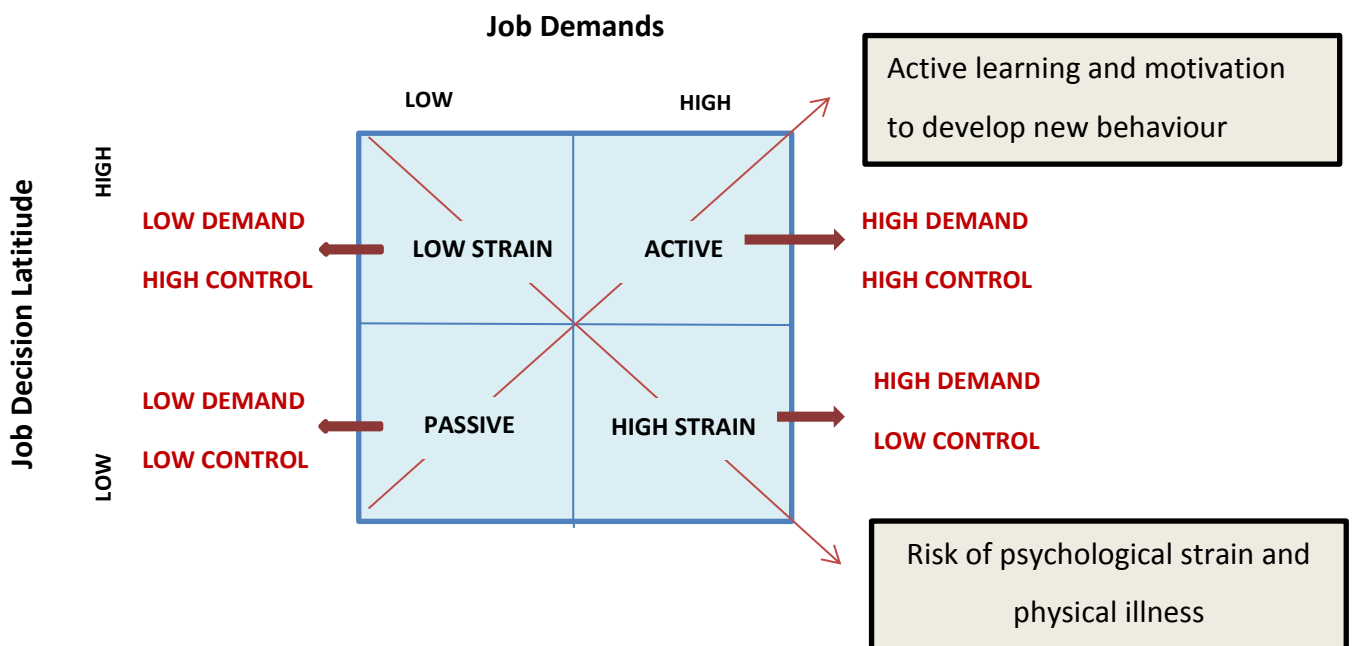 Job Demands
Active learning and motivation
to develop new behaviour
LOW
HIGH
Job Decision Latitiude
HIGH
LOW
LOW DEMAND
HIGH CONTROL
LOW STRAIN
ACTIVE
HIGH DEMAND
HIGH CONTROL
LOW DEMAND
LOW CONTROL
PASSIVE
HIGH STRAIN
HIGH DEMAND
LOW CONTROL
Risk of psychological strain and
physical illness